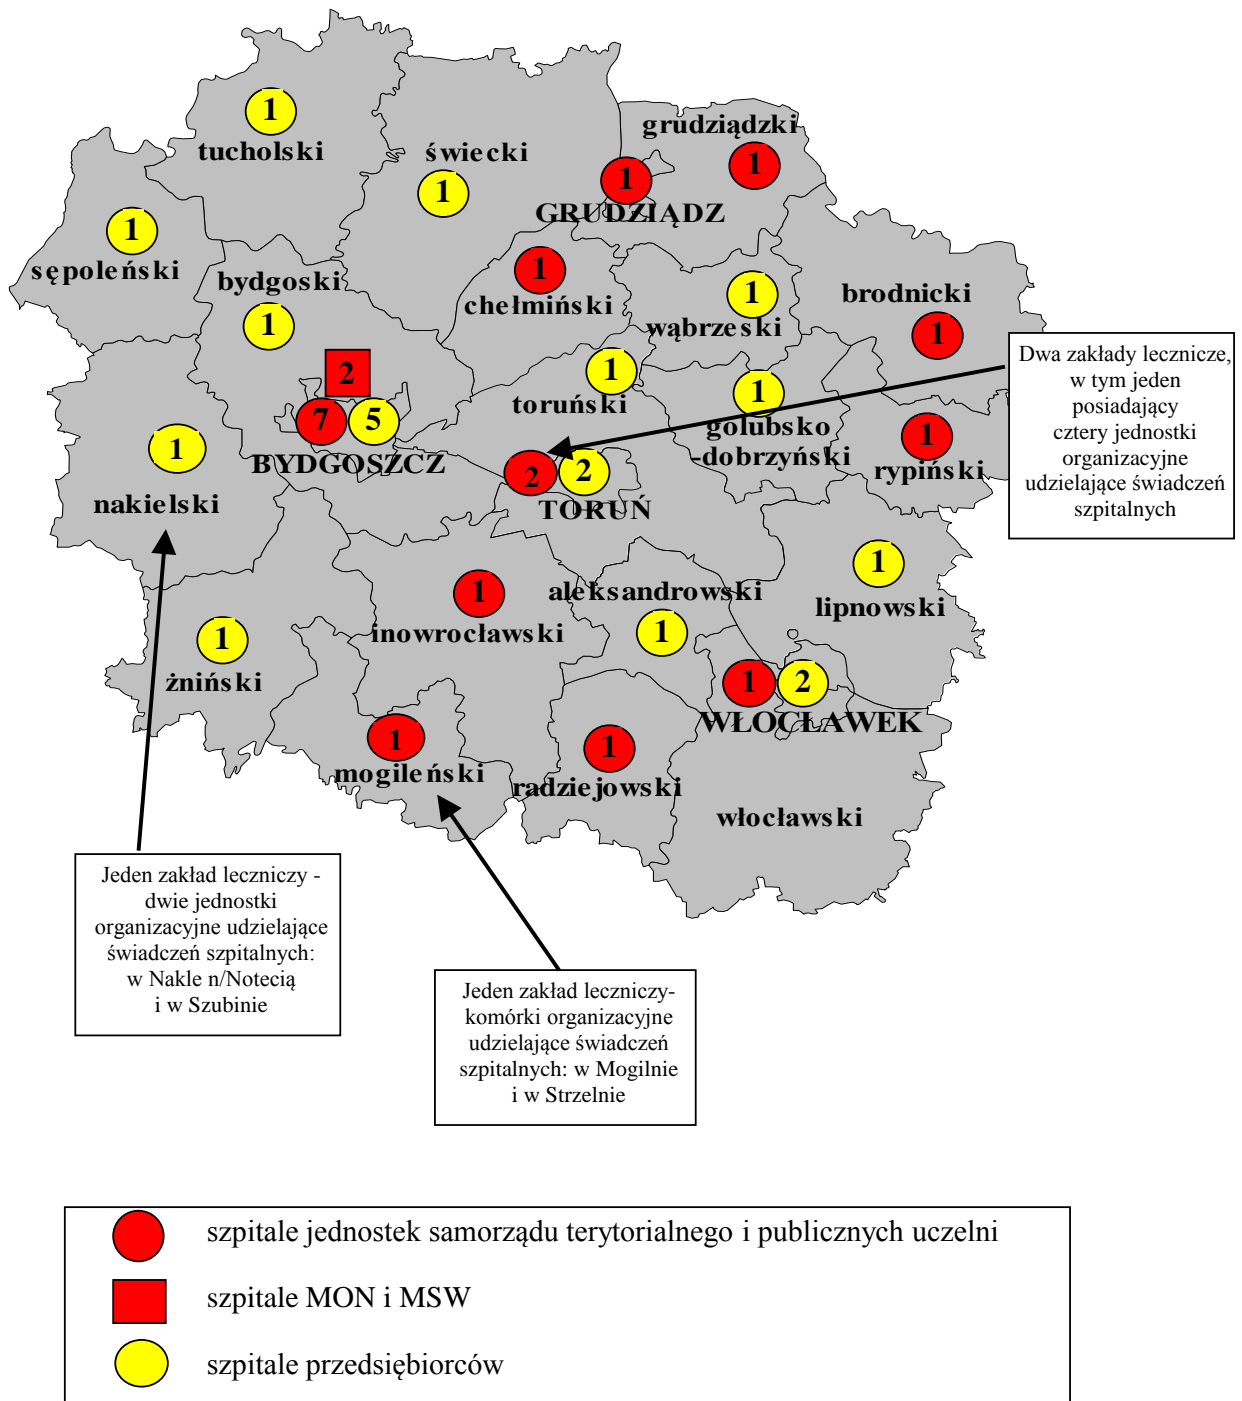 1
tucholski
1
świecki
grudziądzki
1
1
GRUDZIĄDZ
1
sępoleński
bydgoski
1
1
chełmiński
1
wąbrzeski
brodnicki
1
2
7
5
BYDGOSZCZ
1
toruński
1
golubsko
-dobrzyński
1
rypiński
Dwa zakłady lecznicze,
w tym jeden
posiadający
cztery jednostki
organizacyjne
udzielające świadczeń
szpitalnych
1
nakielski
2
2
TORUŃ
1
inowrocławski
aleksandrowski
1
1
lipnowski
1
żniński
1
2
WŁOCŁAWEK
1
mogileński
1
radziejowski
włocławski
Jeden zakład leczniczy -
dwie jednostki
organizacyjne udzielające
świadczeń szpitalnych:
w Nakle n/Notecią
i w Szubinie
Jeden zakład leczniczy-
komórki organizacyjne
udzielające świadczeń
szpitalnych: w Mogilnie
i w Strzelnie
szpitale jednostek samorządu terytorialnego i publicznych uczelni
szpitale MON i MSW
szpitale przedsiębiorców